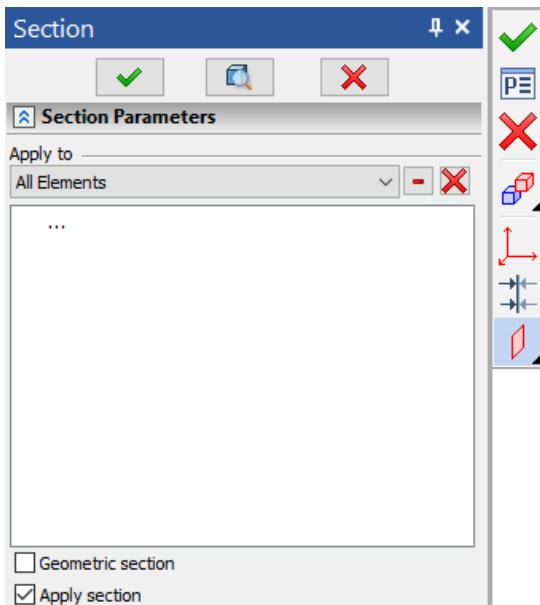 Section
Section Parameters
Apply to
All Elements
...
Geometric section
Apply section